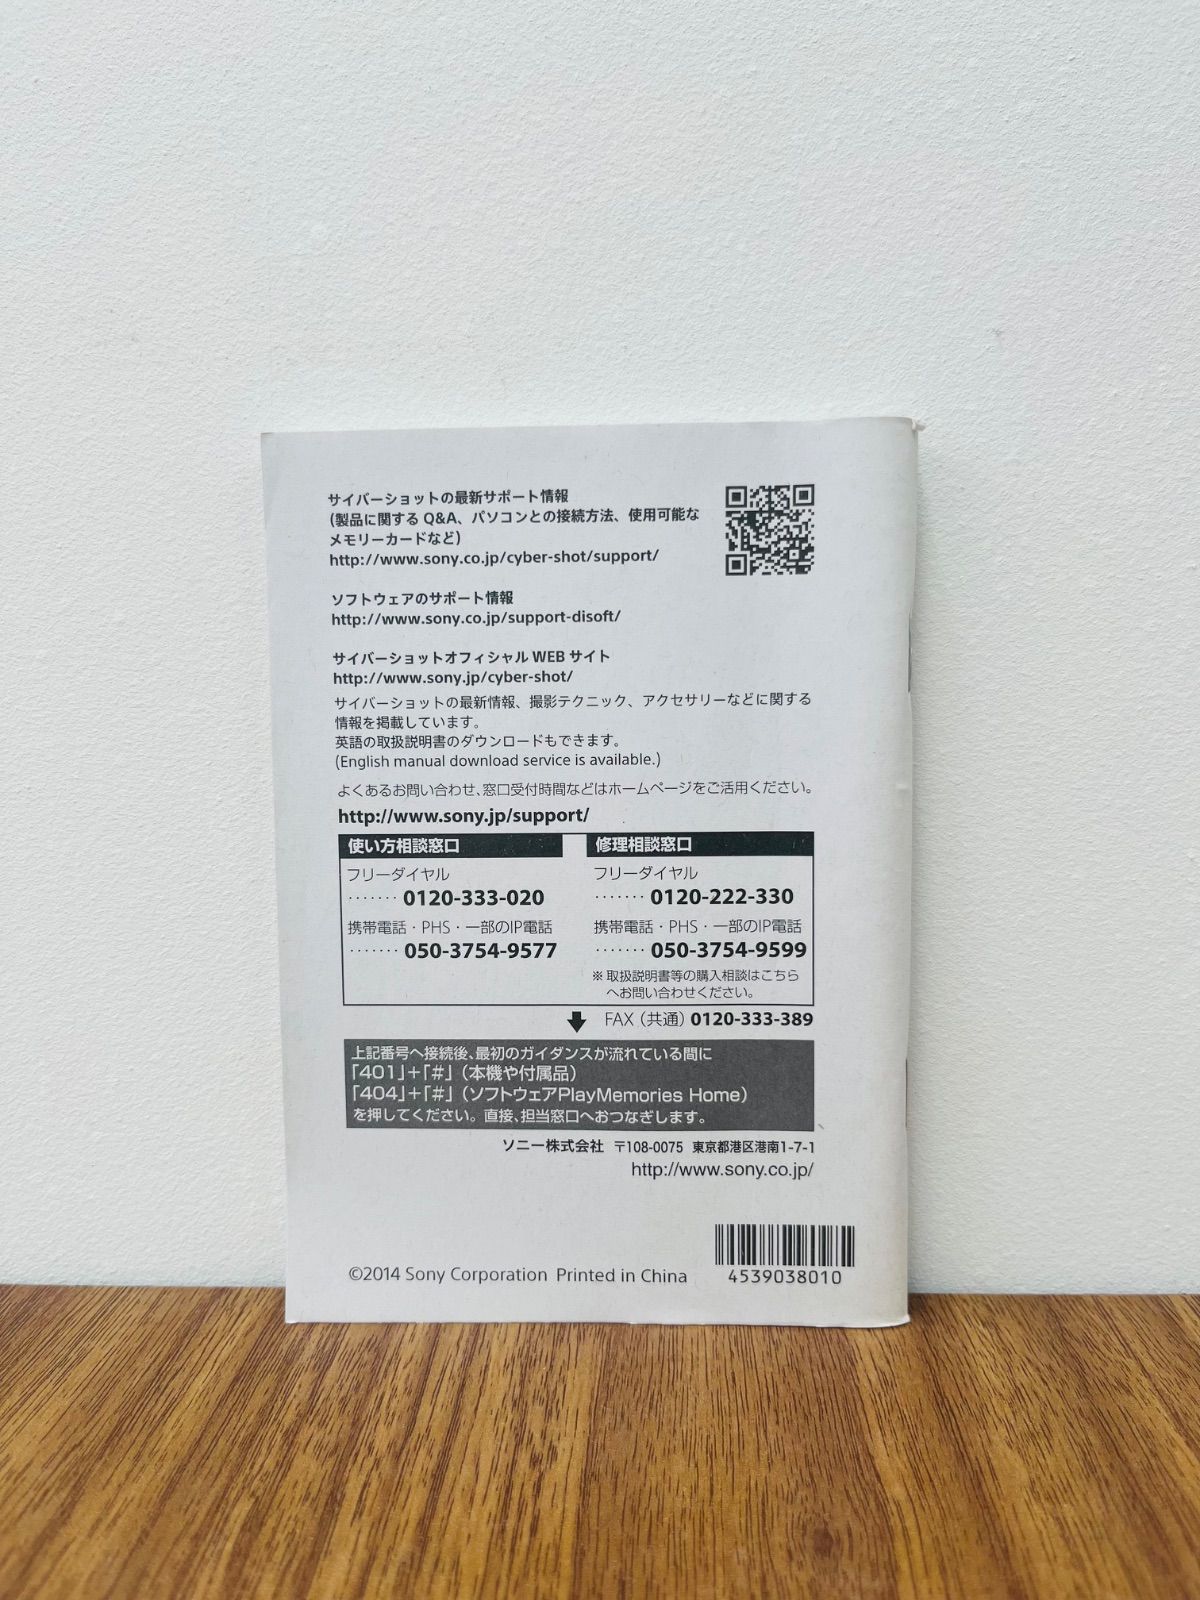 サイバーショットの最新サポート情報
(製品に関する Q&A、パソコンとの接続方法、使用可能な
メモリーカードなど)
http://www.sony.co.jp/cyber-shot/support/
ソフトウェアのサポート情報
http://www.sony.co.jp/support-disoft/
サイバーショットオフィシャル WEB サイト
http://www.sony.jp/cyber-shot/
サイバーショットの最新情報、撮影テクニック、アクセサリーなどに関する
情報を掲載しています。
英語の取扱説明書のダウンロードもできます。
(English manual download service is available.)
よくあるお問い合わせ、窓口受付時間などはホームページをご活用ください。
http://www.sony.jp/support/
使い方相談窓口
フリーダイヤル
······· 0120-333-020
携帯電話・PHS・一部のIP電話
······· 050-3754-9577
修理相談窓口
フリーダイヤル
······· 0120-222-330
携帯電話・PHS・一部のIP電話
······· 050-3754-9599
※ 取扱説明書等の購入相談はこちら
へお問い合わせください。
FAX（共通）0120-333-389
上記番号へ接続後、最初のガイダンスが流れている間に
「401」+「#」（本機や付属品）
「404」+「#」（ソフトウェアPlayMemories Home）
を押してください。直接、担当窓口へおつなぎします。
ソニー株式会社 〒108-0075 東京都港区港南1-7-1
http://www.sony.co.jp/
©2014 Sony Corporation Printed in China
4539038010